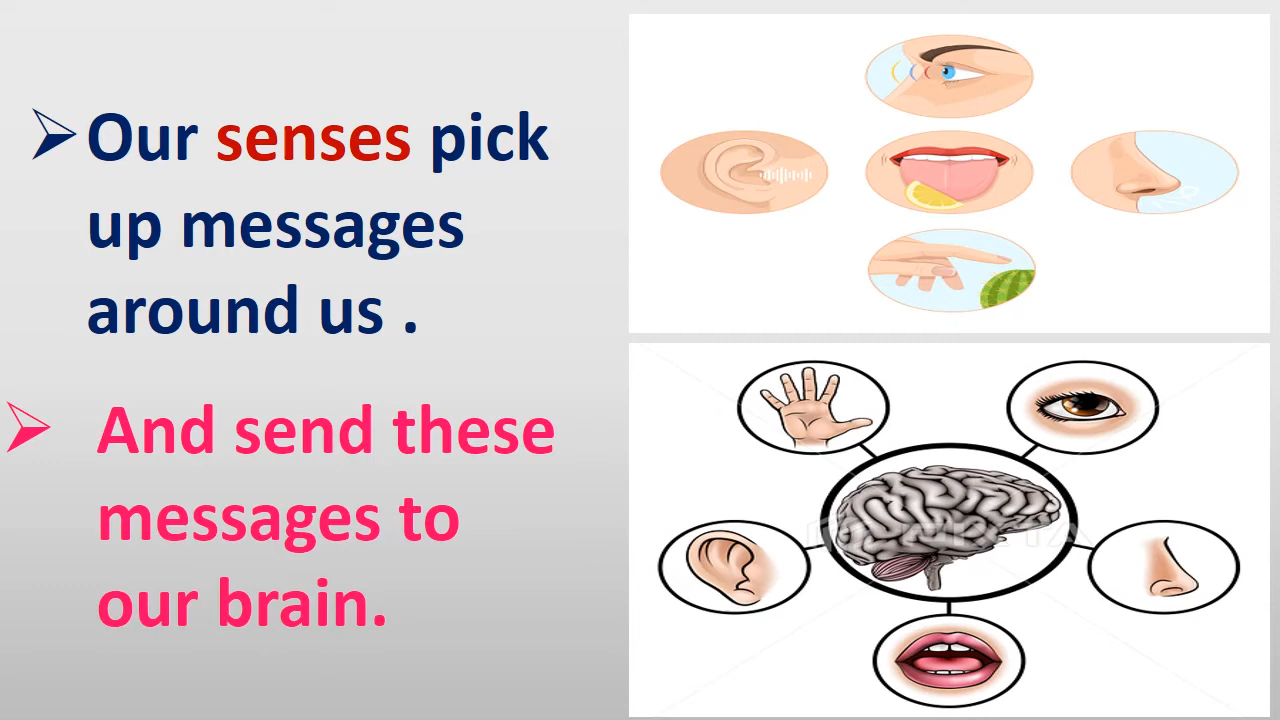 ➢Our senses pick
up messages
around us .
➢ And send these
messages to
our brain.